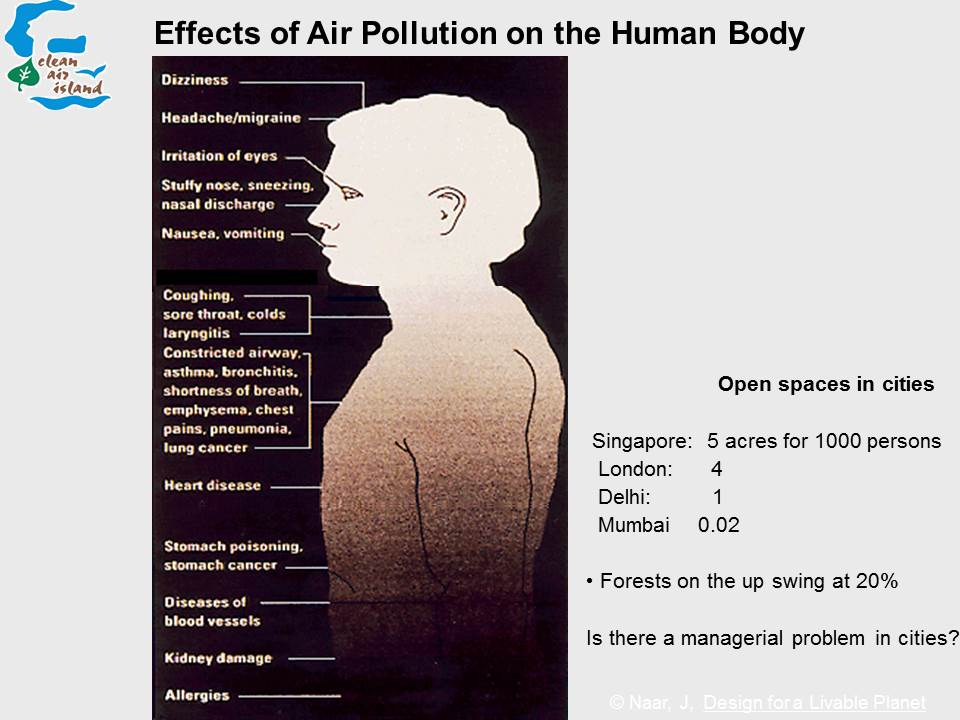 clean
air
island
Effects of Air Pollution on the Human Body
Dizziness
Headache/migraine
Irritation of eyes
Stuffy nose, sneezing,
nasal discharge
Nausea, vomiting
Coughing,
sore throat, colds
laryngitis
Constricted airway,
asthma, bronchitis,
shortness of breath,
emphysema, chest
pains, pneumonia,
lung cancer
Heart disease
Stomach poisoning,
stomach cancer
Diseases of
blood vessels
Kidney damage
Allergies
Open spaces in cities
Singapore: 5 acres for 1000 persons
London: 4
Delhi: 1
Mumbai 0.02
• Forests on the up swing at 20%
Is there a managerial problem in cities?
© Naar, J, Design for a Livable Planet